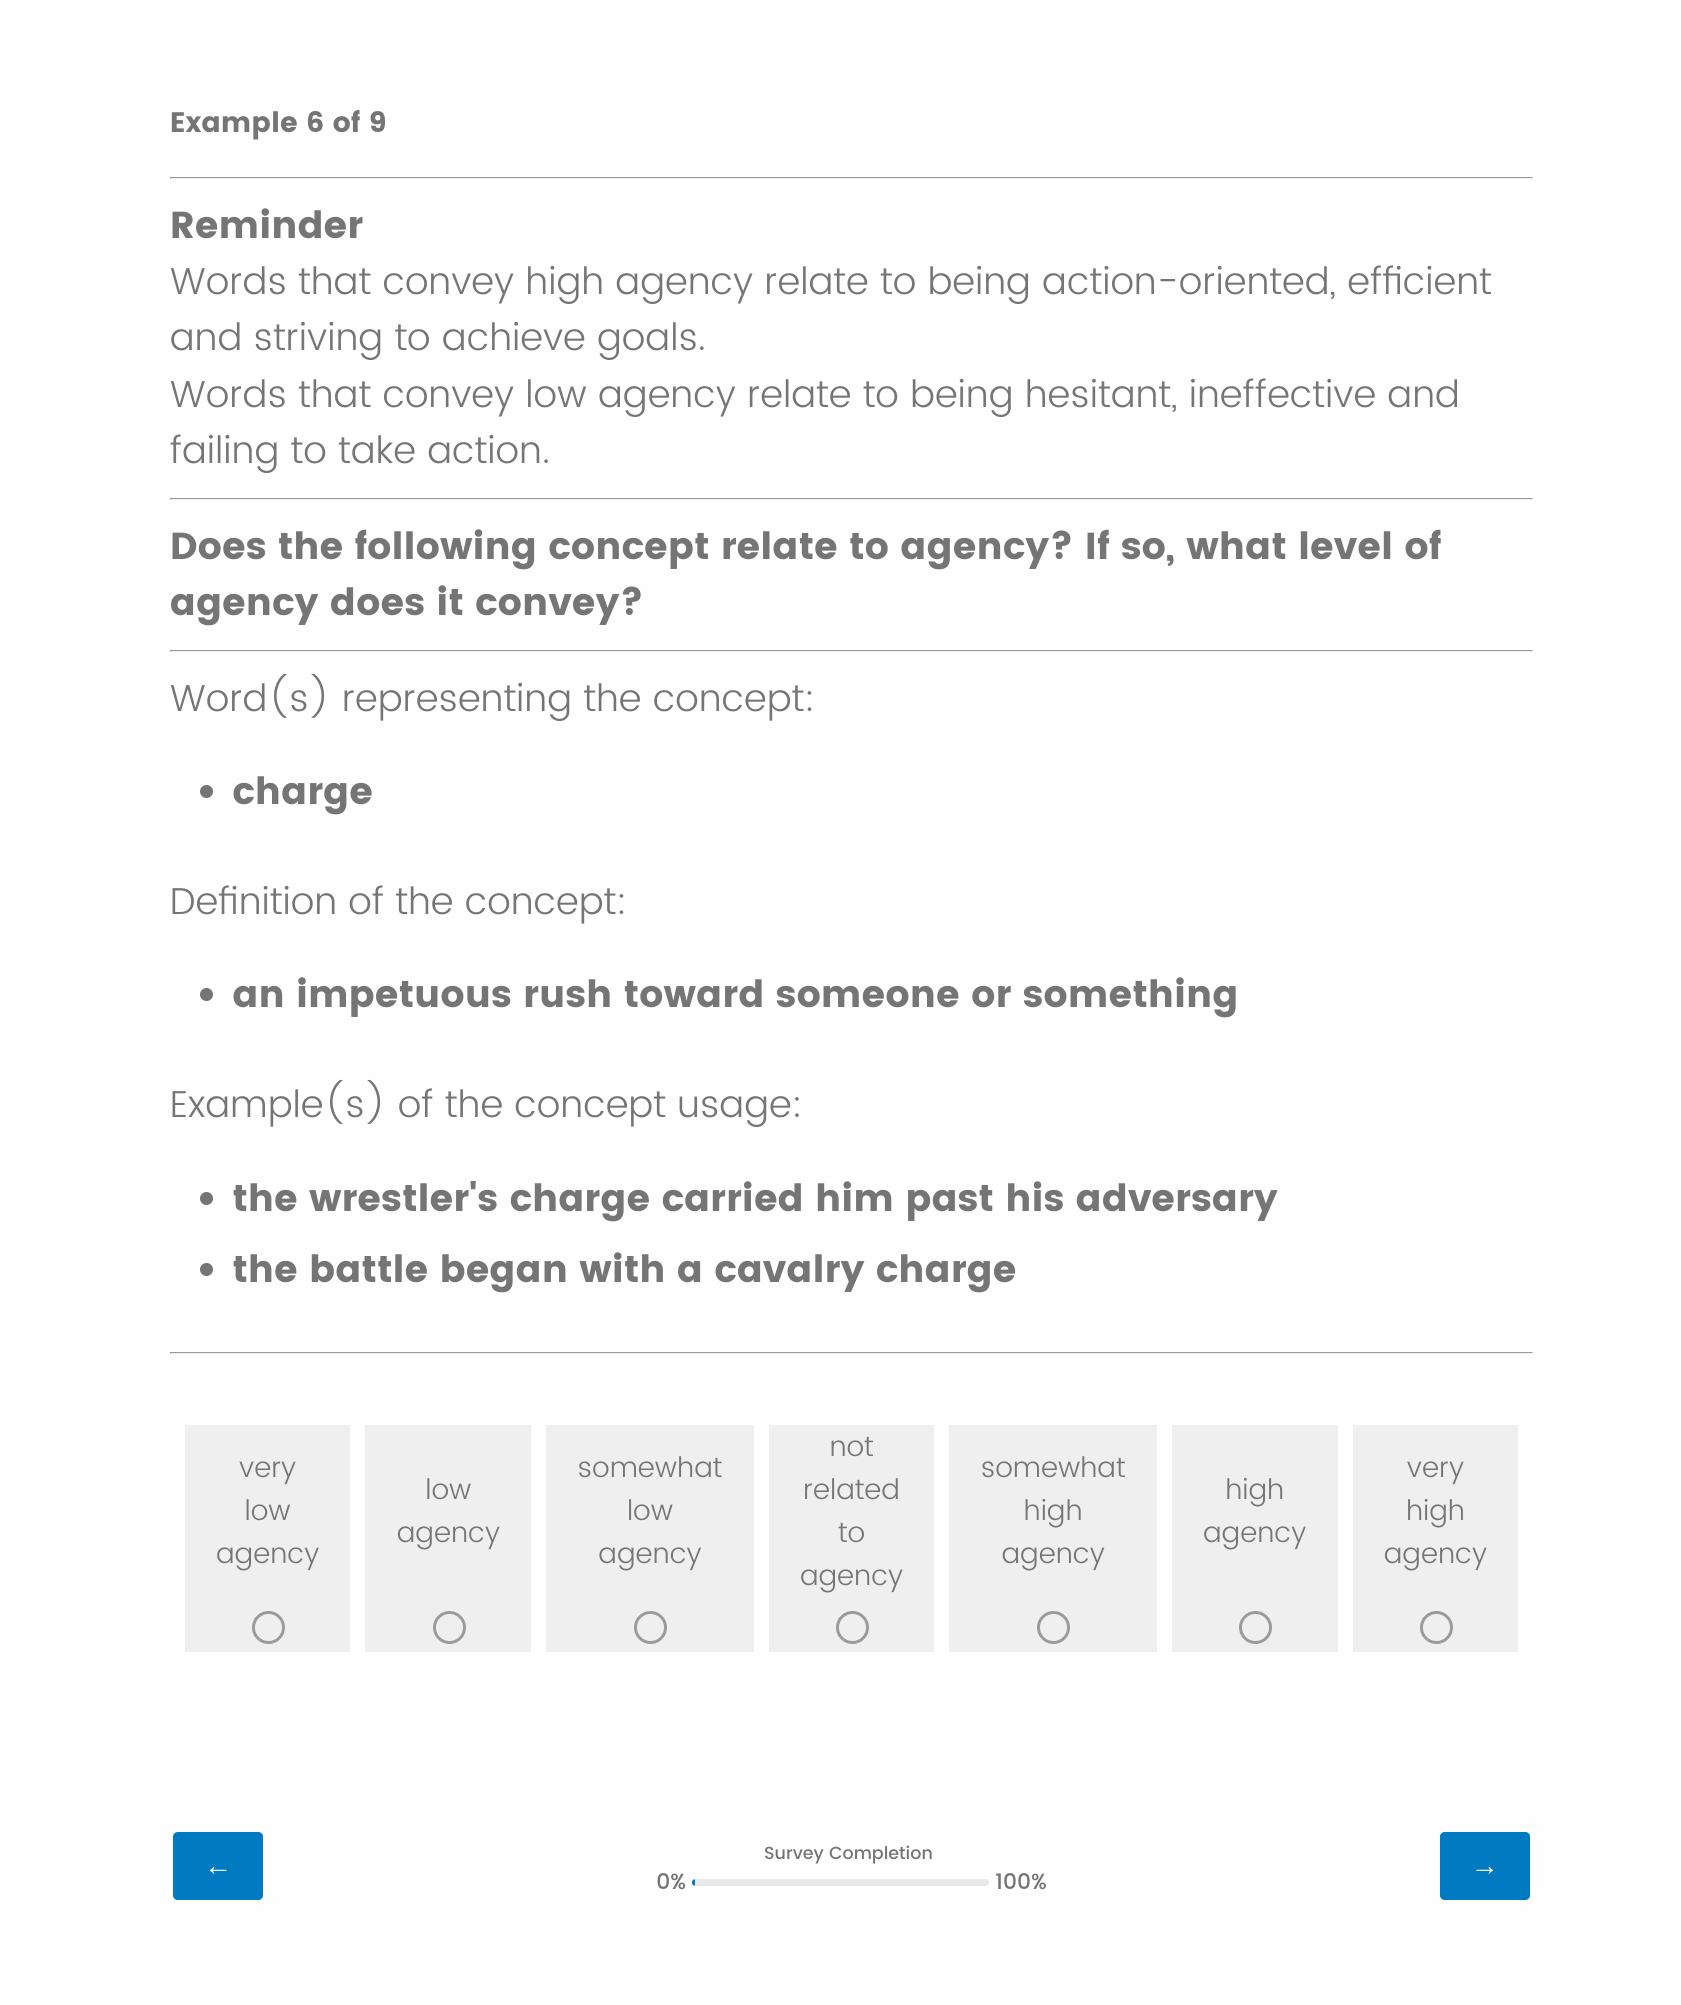 Example 6 of 9
Reminder
Words that convey high agency relate to being action-oriented, efficient
and striving to achieve goals.
Words that convey low agency relate to being hesitant, ineffective and
failing to take action.
Does the following concept relate to agency? If so, what level of
agency does it convey?
Word(s) representing the concept:
• charge
Definition of the concept:
• an impetuous rush toward someone or something
Example(s) of the concept usage:
• the wrestler's charge carried him past his adversary
• the battle began with a cavalry charge
very
low
agency
low
agency
somewhat
low
agency
not
related
to
agency
somewhat
high
agency
high
agency
very
high
agency
←
Survey Completion
0% 100%
→